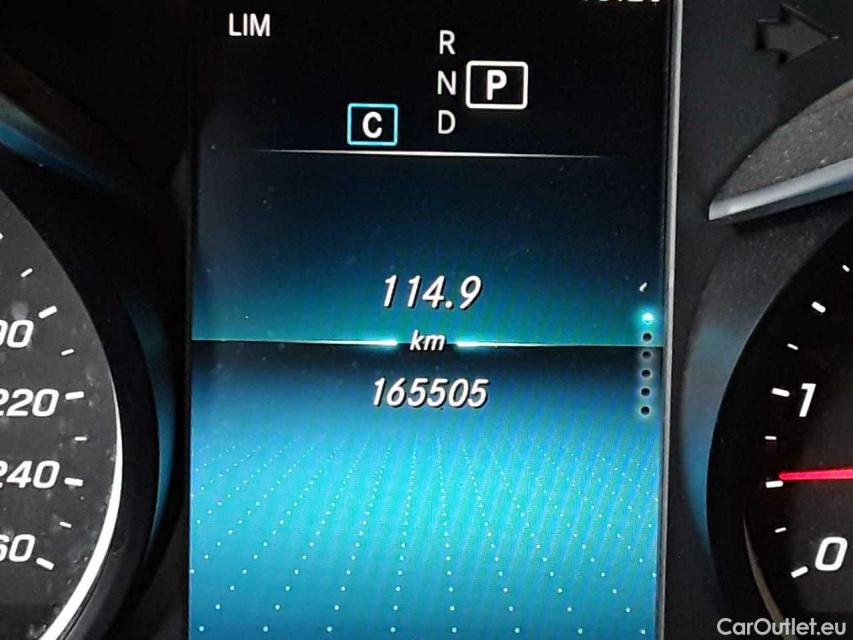 LIM
R
N P
C D
114.9
km
165505
220
240
1
0
CarOutlet.eu